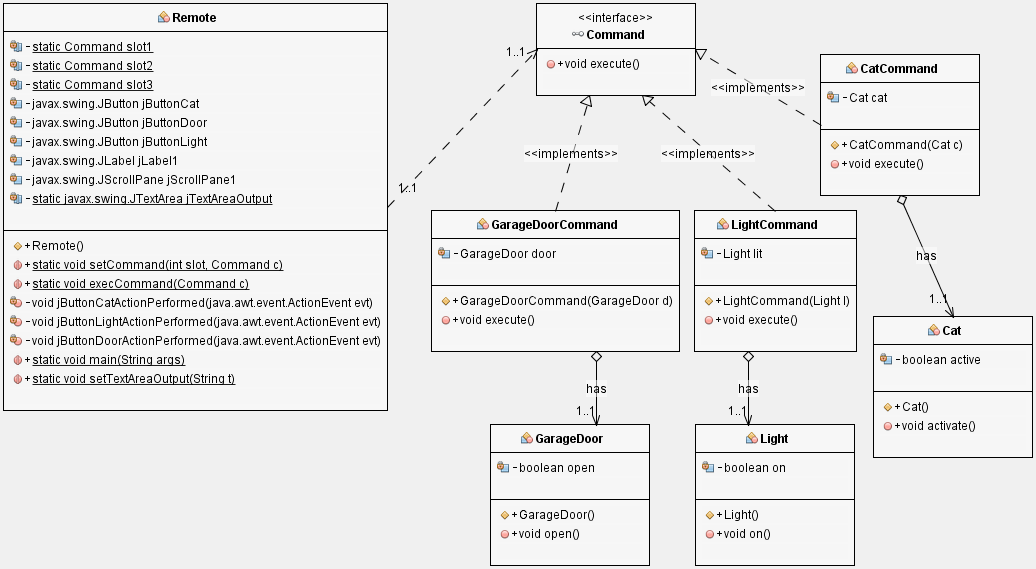 Remote
- static Command slot1
- static Command slot2
- static Command slot3
- javax.swing.JButton jButtonCat
- javax.swing.JButton jButtonDoor
- javax.swing.JButton jButtonLight
- javax.swing.JLabel jLabel1
- javax.swing.JScrollPane jScrollPane1
- static javax.swing.JTextArea jTextAreaOutput
+ Remote()
+ static void setCommand(int slot, Command c)
+ static void execCommand(Command c)
- void jButtonCatActionPerformed(java.awt.event.ActionEvent evt)
- void jButtonLightActionPerformed(java.awt.event.ActionEvent evt)
- void jButtonDoorActionPerformed(java.awt.event.ActionEvent evt)
+ static void main(String args)
+ static void setTextAreaOutput(String t)
1..1
1..1
<<interface>>
Command
+ void execute()
<<implements>>
<<implements>>
<<implements>>
CatCommand
- Cat cat
+ CatCommand(Cat c)
+ void execute()
GarageDoorCommand
- GarageDoor door
+ GarageDoorCommand(GarageDoor d)
+ void execute()
LightCommand
- Light lit
+ LightCommand(Light l)
+ void execute()
has
1..1
Cat
- boolean active
+ Cat()
+ void activate()
has
1..1
GarageDoor
- boolean open
+ GarageDoor()
+ void open()
has
1..1
Light
- boolean on
+ Light()
+ void on()